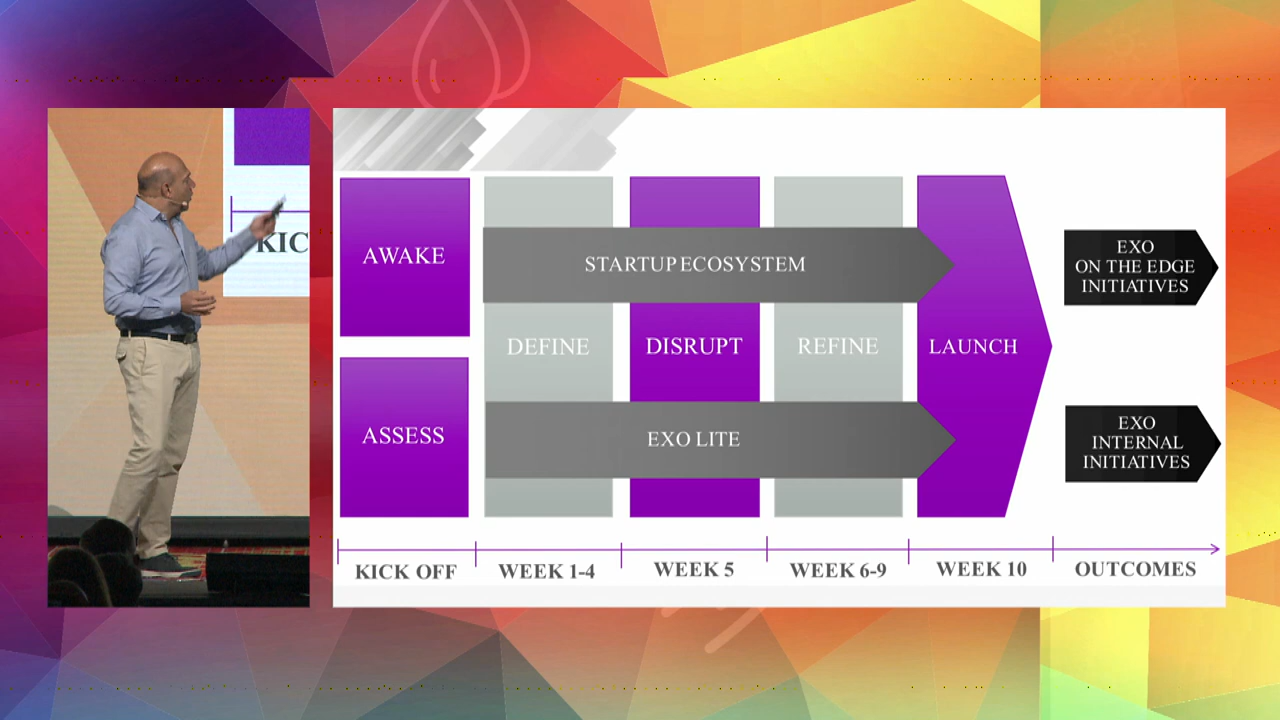 KIC
AWAKE
ASSESS
STARTUP ECOSYSTEM
DEFINE
DISRUPT
REFINE
LAUNCH
EXO LITE
EXO
ON THE EDGE
INITIATIVES
EXO
INTERNAL
INITIATIVES
KICK OFF
WEEK 1-4
WEEK 5
WEEK 6-9
WEEK 10
OUTCOMES